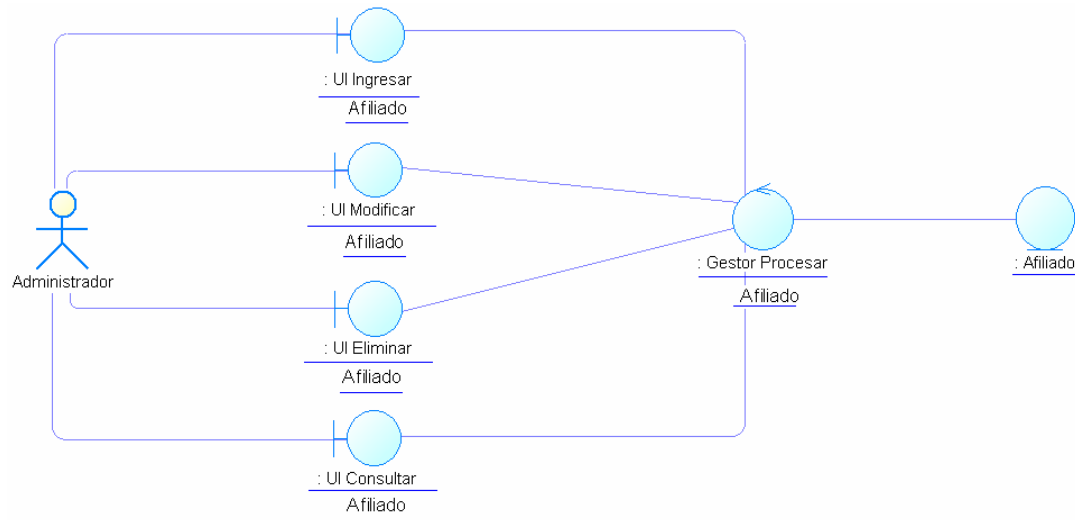 : UI Ingresar
Afiliado
: UI Modificar
Afiliado
Administrador
: Gestor Procesar
Afiliado
: Afiliado
: UI Eliminar
Afiliado
: UI Consultar
Afiliado